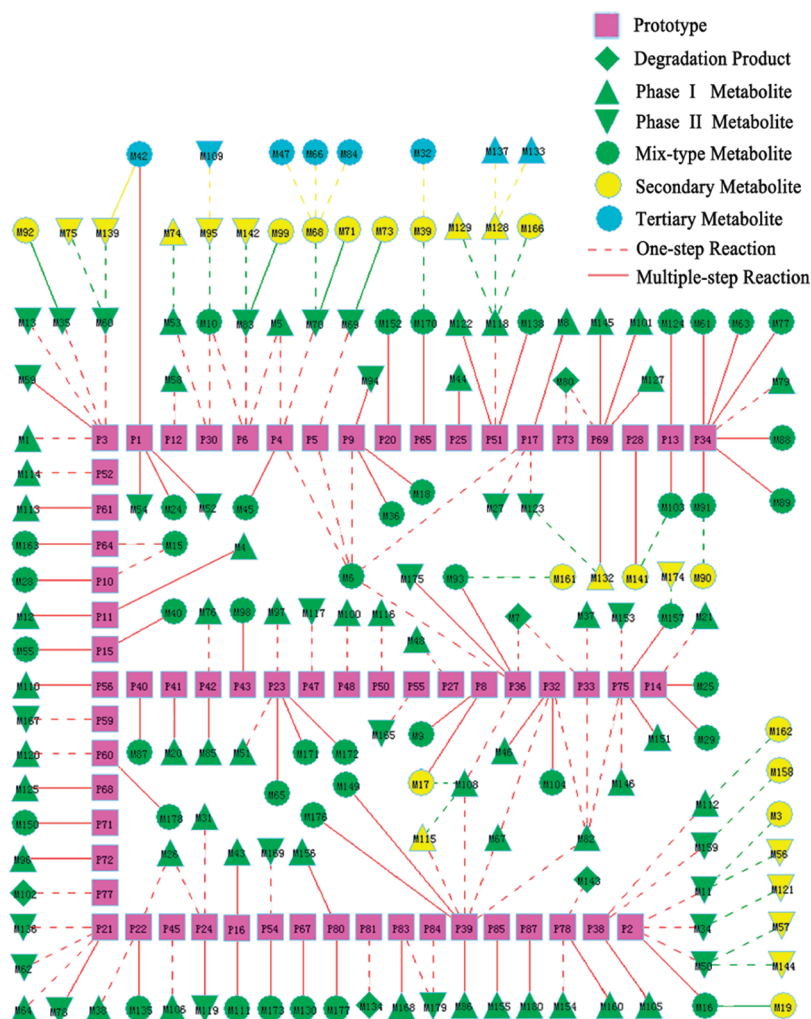 Prototype
Degradation Product
Phase I Metabolite
Phase II Metabolite
Mix-type Metabolite
Secondary Metabolite
Tertiary Metabolite
One-step Reaction
Multiple-step Reaction
M42 M109 M47 M66 M84 M32 M137 M133
M92 M75 M139 M74 M95 M142 M99 M68 M71 M73 M39 M129 M128 M166
M13 M35 M60 M53 M10 M83 M5 M70 M69 M152 M170 M122 M118 M138 M8 M145 M101 M124 M61 M63 M77
M59 M58 M94 M44 M80 M127 M79
M1 P3 P1 P12 P30 P6 P4 P5 P9 P20 P65 P25 P51 P17 P73 P69 P28 P13 P34 M88
M114 P52
M113 P61 M54 M24 M52 M45 M36 M18 M27 M123 M103 M91 M89
M163 P64 M15 M4
M28 P10 M6 M175 M93 M161 M132 M141 M174 M90
M12 P11 M40 M76 M98 M97 M117 M100 M116 M7 M37 M153 M157 M21
M55 P15 M43
M110 P56 P40 P41 P42 P43 P23 P47 P48 P50 P55 P27 P8 P36 P32 P33 P75 P14 M25
M167 P59 M165 M9 M151 M29 M162
M120 P60 M87 M20 M85 M51 M171 M172 M46
M125 P68 M65 M149 M17 M108 M104 M146 M112 M158
M150 P71 M178 M31 M176 M3
M96 P72 M26 M43 M169 M156 M115 M67 M82 M159 M56
M102 P77 M143 M11 M121
M136 P21 P22 P45 P24 P16 P54 P67 P80 P81 P83 P84 P39 P85 P87 P78 P38 P2 M34 M57
M62 M50 M144
M64 M78 M38 M135 M106 M119 M111 M173 M130 M177 M134 M168 M179 M86 M155 M180 M154 M160 M105 M16 M19